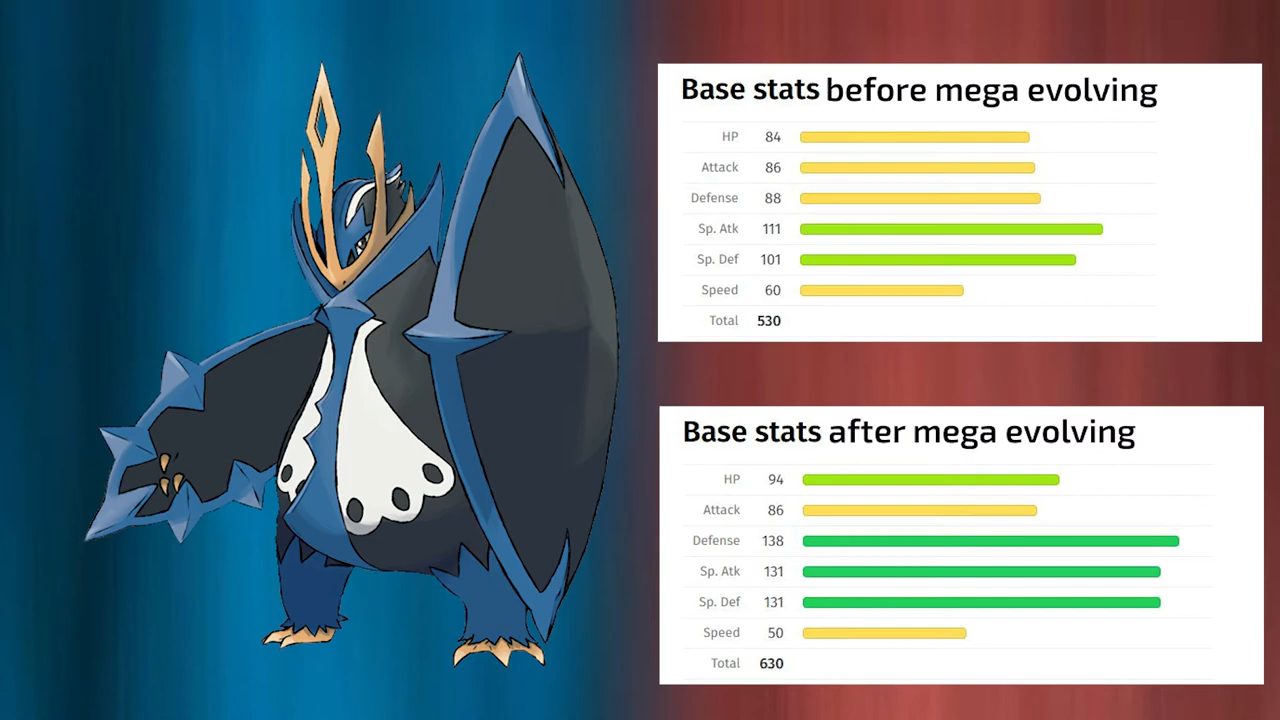 Base stats before mega evolving
HP 84
Attack 86
Defense 88
Sp. Atk 111
Sp. Def 101
Speed 60
Total 530
Base stats after mega evolving
HP 94
Attack 86
Defense 138
Sp. Atk 131
Sp. Def 131
Speed 50
Total 630